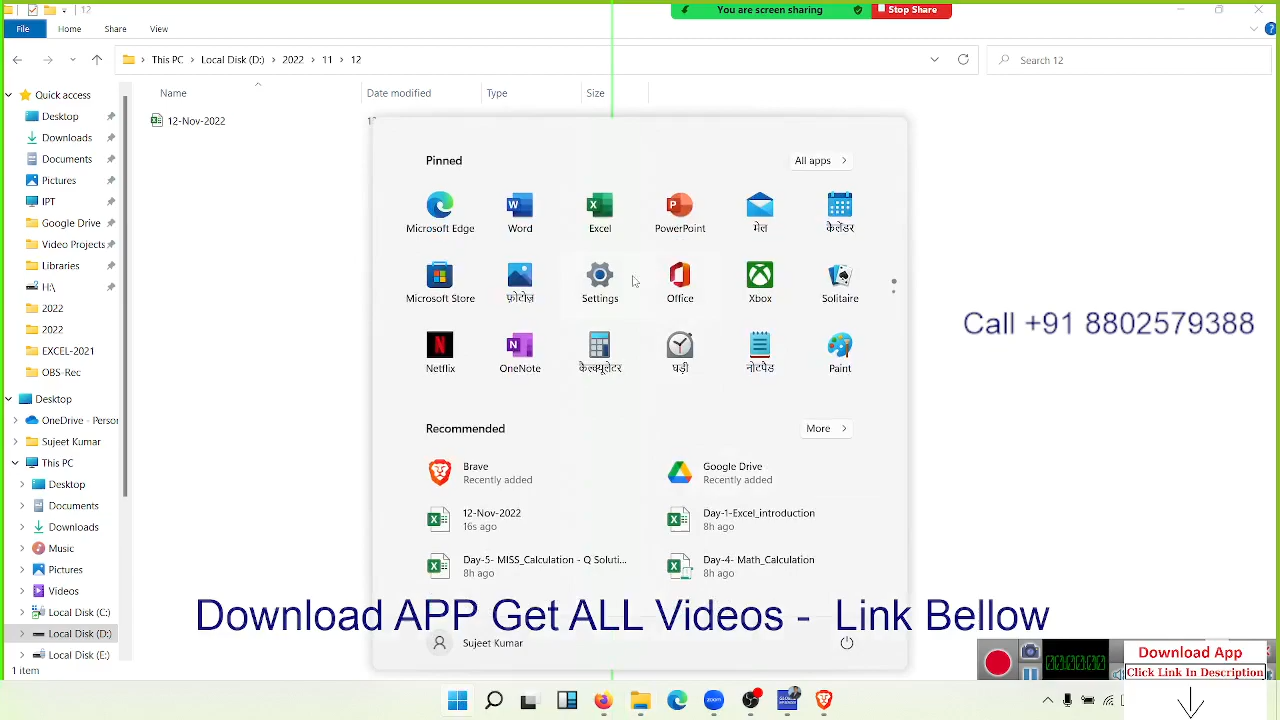 12
You are screen sharing
Stop Share
File
Home
Share
View
This PC
Local Disk (D:)
2022
11
12
Search 12
Name
Date modified
Type
Size
12-Nov-2022
Quick access
Desktop
Downloads
Documents
Pictures
IPT
Google Drive
Video Projects
Libraries
H:\
2022
2022
EXCEL-2021
OBS-Rec
Desktop
OneDrive - Person
Sujeet Kumar
This PC
Desktop
Documents
Downloads
Music
Pictures
Videos
Local Disk (C:)
Local Disk (D:)
Local Disk (E:)
1 item
Pinned
All apps
Microsoft Edge
Word
Excel
PowerPoint
मेल
कैलेंडर
Microsoft Store
फ़ोटोज़
Settings
Office
Xbox
Solitaire
Netflix
OneNote
कैल्क्युलेटर
घड़ी
नोटपैड
Paint
Recommended
More
Brave
Recently added
Google Drive
Recently added
12-Nov-2022
16s ago
Day-1-Excel_introduction
8h ago
Day-5- MISS_Calculation - Q Soluti...
8h ago
Day-4- Math_Calculation
8h ago
Sujeet Kumar
Call +91 8802579388
Download APP Get ALL Videos - Link Bellow
Download App
Click Link In Description